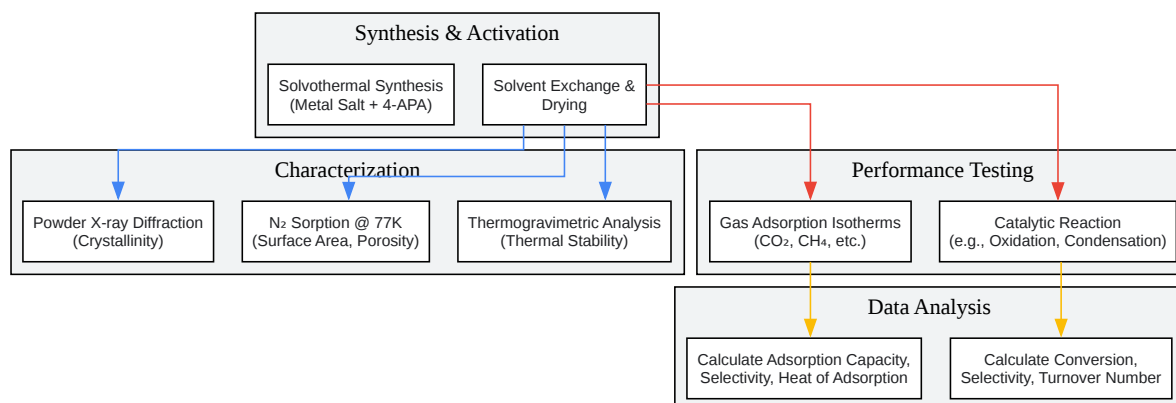 Synthesis & Activation
Solvothermal Synthesis
(Metal Salt + 4-APA)
Solvent Exchange &
Drying
Characterization
Powder X-ray Diffraction
(Crystallinity)
N₂ Sorption @ 77K
(Surface Area, Porosity)
Thermogravimetric Analysis
(Thermal Stability)
Performance Testing
Gas Adsorption Isotherms
(CO₂, CH₄, etc.)
Catalytic Reaction
(e.g., Oxidation, Condensation)
Data Analysis
Calculate Adsorption Capacity,
Selectivity, Heat of Adsorption
Calculate Conversion,
Selectivity, Turnover Number